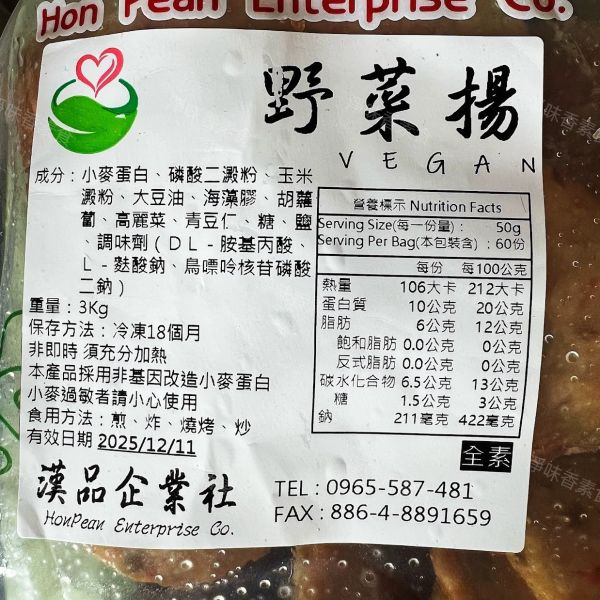 Hon Pean Enterprise Co.
野菜揚
VEGAN
成分：小麥蛋白、磷酸二澱粉、玉米
澱粉、大豆油、海藻膠、胡蘿
蔔、高麗菜、青豆仁、糖、鹽
、調味劑（DL-胺基丙酸、
L-麩酸鈉、鳥嘌呤核苷磷酸
二鈉）
重量：3Kg
保存方法：冷凍18個月
非即時 須充分加熱
本產品採用非基因改造小麥蛋白
小麥過敏者請小心使用
食用方法：煎、炸、燒烤、炒
有效日期 2025/12/11
營養標示 Nutrition Facts
Serving Size(每一份量)： 50g
Serving Per Bag(本包裝含)：60份
每份 每100公克
熱量 106大卡 212大卡
蛋白質 10公克 20公克
脂肪 6公克 12公克
飽和脂肪 0.0公克 0公克
反式脂肪 0.0公克 0公克
碳水化合物 6.5公克 13公克
糖 1.5公克 3公克
鈉 211毫克 422毫克
全素
漢品企業社
HonPean Enterprise Co.
TEL：0965-587-481
FAX：886-4-8891659
淨味香素